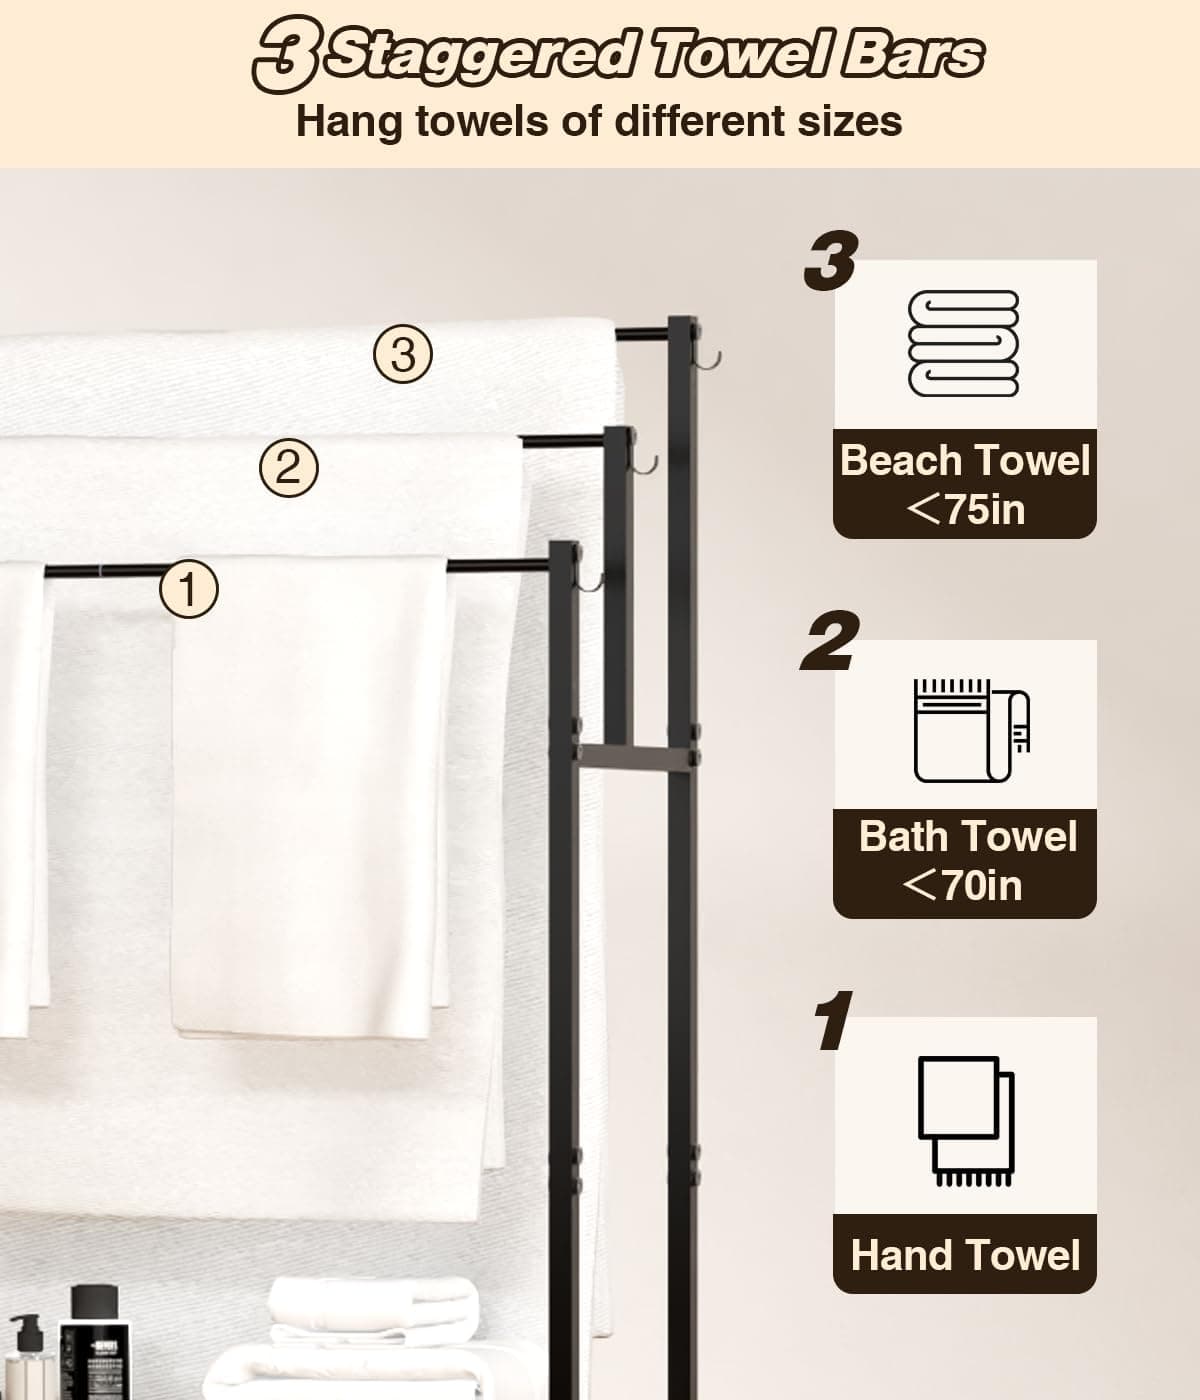 3 Staggered Towel Bars
Hang towels of different sizes
3
Beach Towel
<75in
3
2
1
2
Bath Towel
<70in
1
Hand Towel